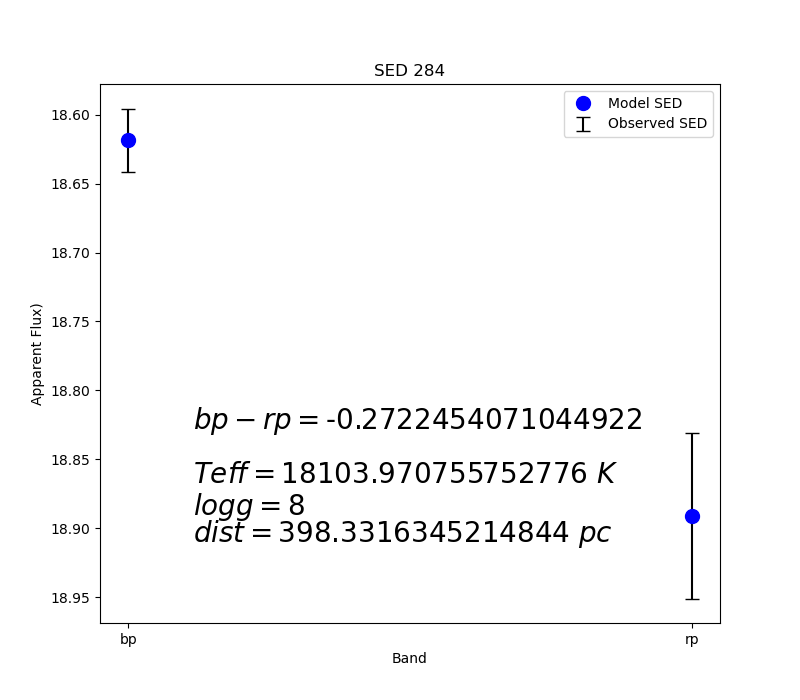 SED 284
Model SED
Observed SED
18.60
18.65
18.70
18.75
18.80
18.85
18.90
18.95
Apparent Flux)
bp − rp = -0.2722454071044922
Teff = 18103.970755752776 K
logg = 8
dist = 398.3316345214844 pc
bp
rp
Band